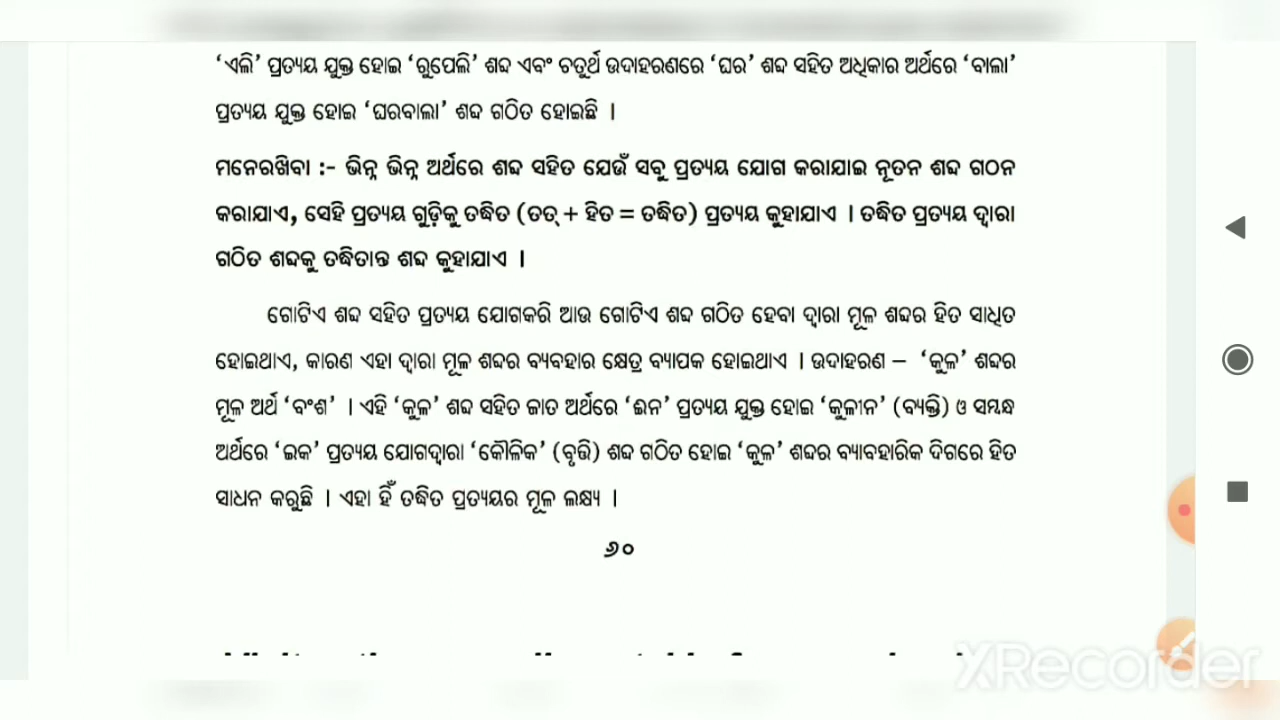 ‘ଏଲି’ ପ୍ରତ୍ୟୟ ଯୁକ୍ତ ହୋଇ ‘ରୁପେଲି’ ଶବ୍ଦ ଏବଂ ଚତୁର୍ଥ ଉଦାହରଣରେ ‘ଘର’ ଶବ୍ଦ ସହିତ ଅଧିକାର ଅର୍ଥରେ ‘ବାଲା’
ପ୍ରତ୍ୟୟ ଯୁକ୍ତ ହୋଇ ‘ଘରବାଲା’ ଶବ୍ଦ ଗଠିତ ହୋଇଛି ।
ମନେରଖିବା :- ଭିନ୍ନ ଭିନ୍ନ ଅର୍ଥରେ ଶବ୍ଦ ସହିତ ଯେଉଁ ସବୁ ପ୍ରତ୍ୟୟ ଯୋଗ କରାଯାଇ ନୂତନ ଶବ୍ଦ ଗଠନ
କରାଯାଏ, ସେହି ପ୍ରତ୍ୟୟ ଗୁଡ଼ିକୁ ତଦ୍ଧିତ (ତତ୍ + ହିତ = ତଦ୍ଧିତ) ପ୍ରତ୍ୟୟ କୁହାଯାଏ । ତଦ୍ଧିତ ପ୍ରତ୍ୟୟ ଦ୍ୱାରା
ଗଠିତ ଶବ୍ଦକୁ ତଦ୍ଧିତାନ୍ତ ଶବ୍ଦ କୁହାଯାଏ ।
ଗୋଟିଏ ଶବ୍ଦ ସହିତ ପ୍ରତ୍ୟୟ ଯୋଗକରି ଆଉ ଗୋଟିଏ ଶବ୍ଦ ଗଠିତ ହେବା ଦ୍ୱାରା ମୂଳ ଶବ୍ଦର ହିତ ସାଧିତ
ହୋଇଥାଏ, କାରଣ ଏହା ଦ୍ୱାରା ମୂଳ ଶବ୍ଦର ବ୍ୟବହାର କ୍ଷେତ୍ର ବ୍ୟାପକ ହୋଇଥାଏ । ଉଦାହରଣ – ‘କୁଳ’ ଶବ୍ଦର
ମୂଳ ଅର୍ଥ ‘ବଂଶ’ । ଏହି ‘କୁଳ’ ଶବ୍ଦ ସହିତ ଜାତ ଅର୍ଥରେ ‘ଈନ’ ପ୍ରତ୍ୟୟ ଯୁକ୍ତ ହୋଇ ‘କୁଳୀନ’ (ବ୍ୟକ୍ତି) ଓ ସମ୍ବନ୍ଧ
ଅର୍ଥରେ ‘ଇକ’ ପ୍ରତ୍ୟୟ ଯୋଗଦ୍ୱାରା ‘କୌଳିକ’ (ବୃତ୍ତି) ଶବ୍ଦ ଗଠିତ ହୋଇ ‘କୁଳ’ ଶବ୍ଦର ବ୍ୟାବହାରିକ ଦିଗରେ ହିତ
ସାଧନ କରୁଛି । ଏହା ହିଁ ତଦ୍ଧିତ ପ୍ରତ୍ୟୟର ମୂଳ ଲକ୍ଷ୍ୟ ।
୬୦
XRecorder